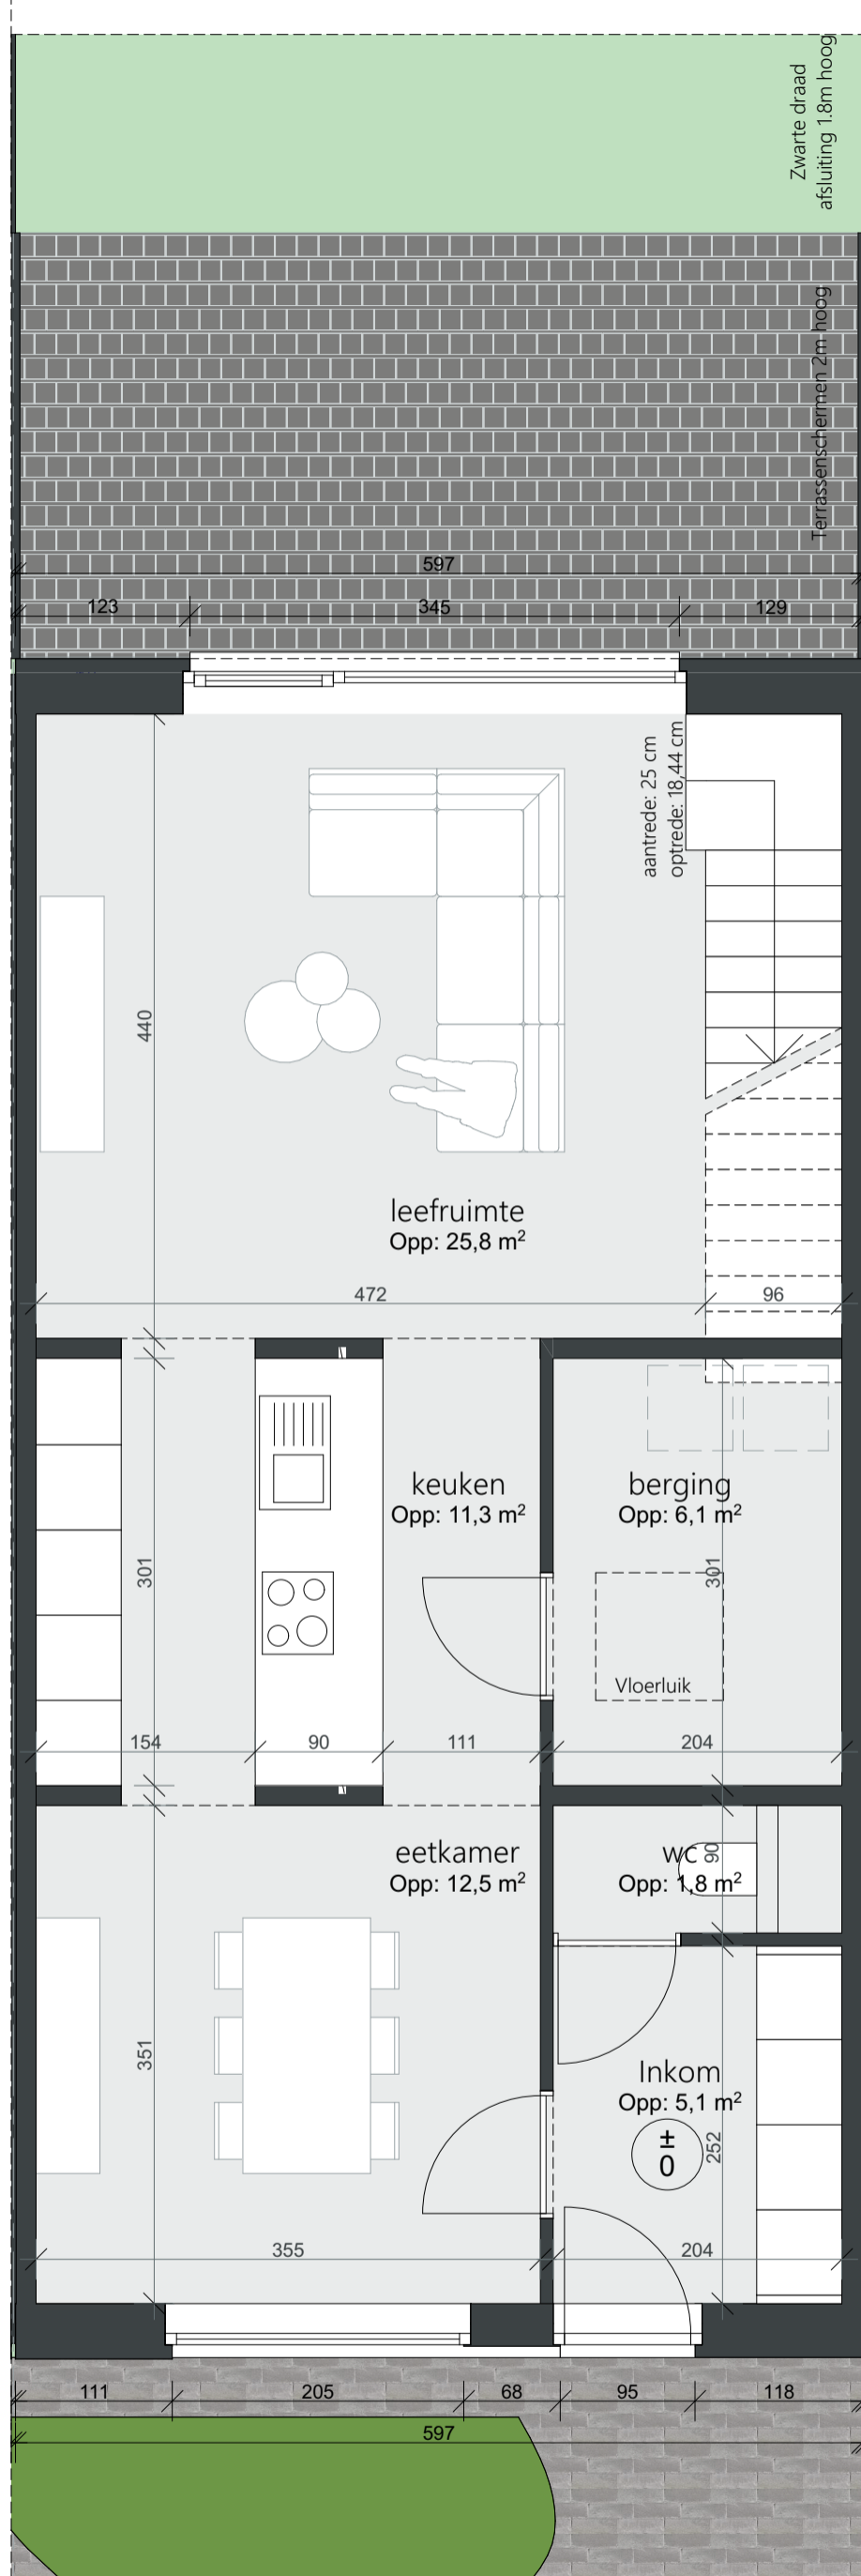 Zwarte draad
afsluiting 1.8m hoog
Terrassenschermen 2m hoog
597
123
345
129
aantrede: 25 cm
optrede: 18,44 cm
440
leefruimte
Opp: 25,8 m²
472
96
keuken
Opp: 11,3 m²
berging
Opp: 6,1 m²
301
301
Vloerluik
154
90
111
204
eetkamer
Opp: 12,5 m²
wc
90
Opp: 1,8 m²
351
Inkom
Opp: 5,1 m²
±
0
252
355
204
111
205
68
95
118
597